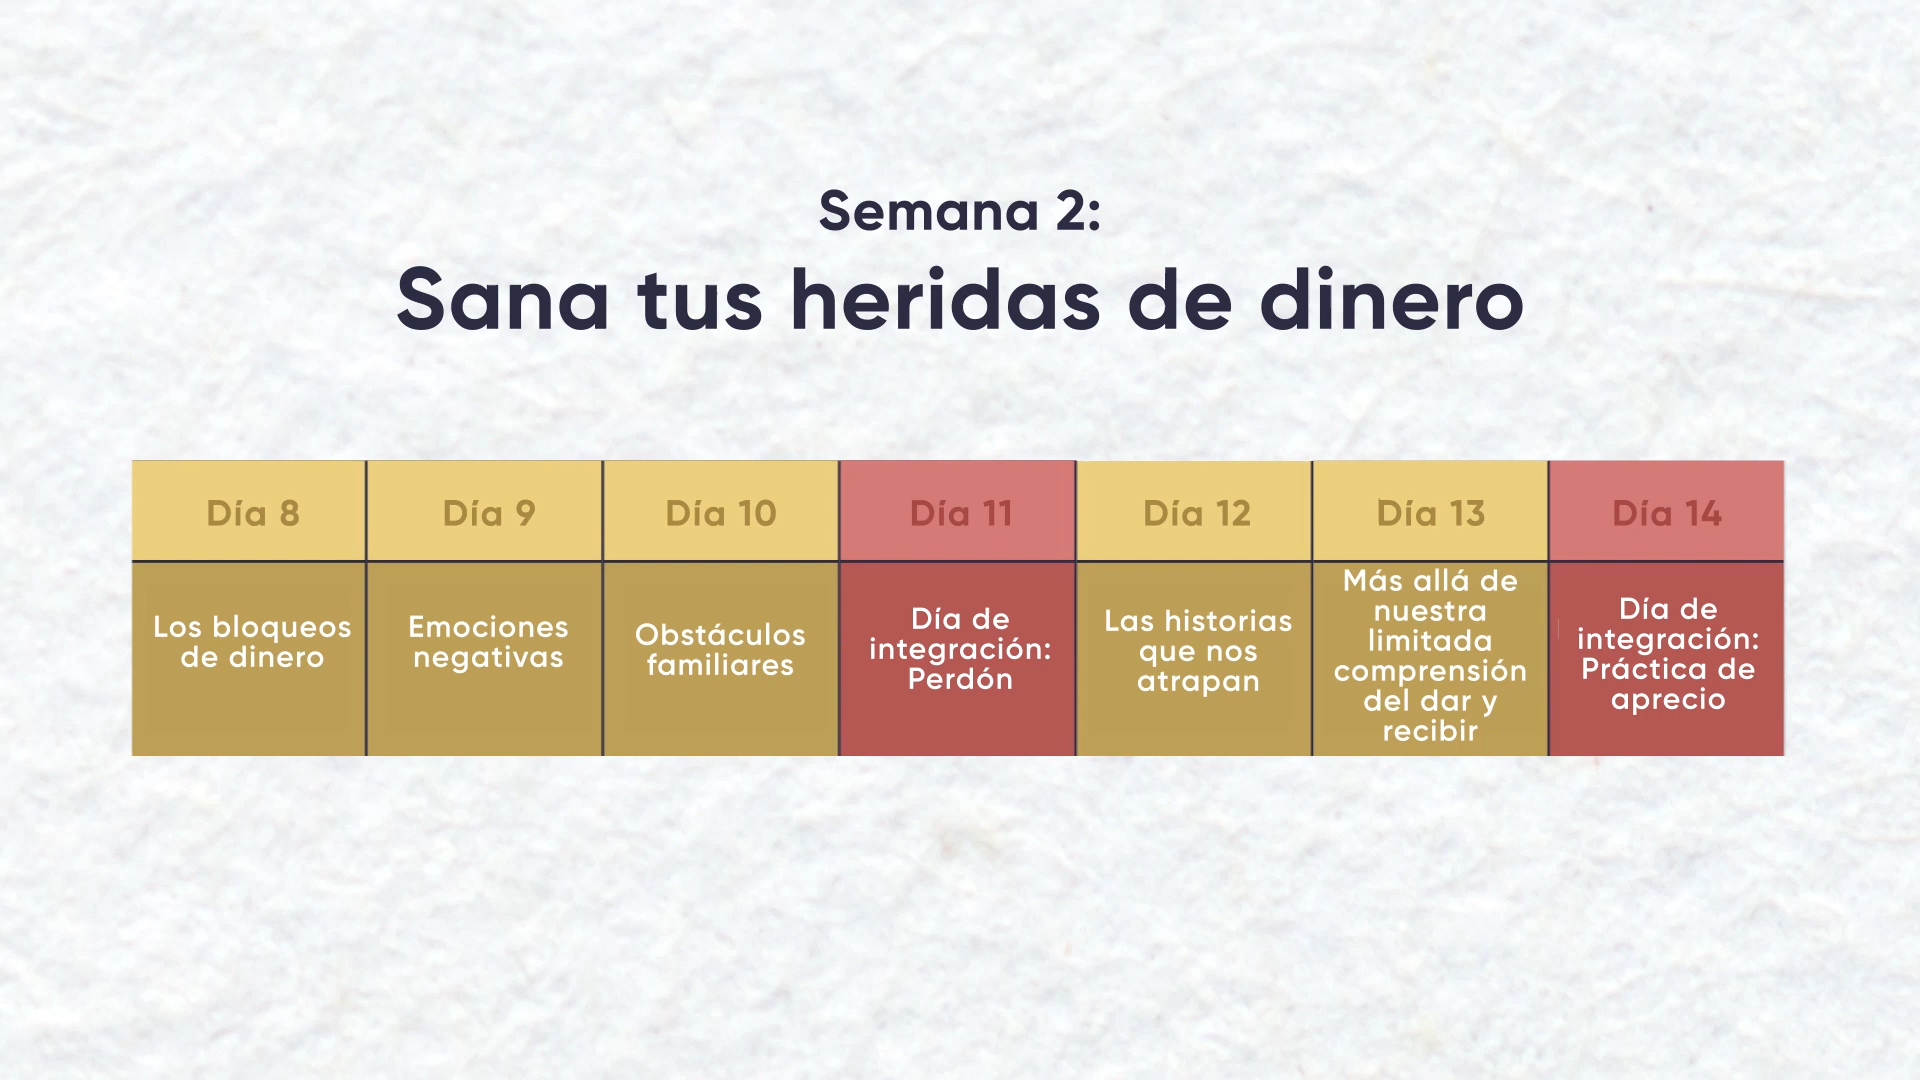 Semana 2:
Sana tus heridas de dinero
Día 8
Día 9
Día 10
Día 11
Día 12
Día 13
Día 14
Los bloqueos
de dinero
Emociones
negativas
Obstáculos
familiares
Día de
integración:
Perdón
Las historias
que nos
atrapan
Más allá de
nuestra
limitada
comprensión
del dar y
recibir
Día de
integración:
Práctica de
aprecio